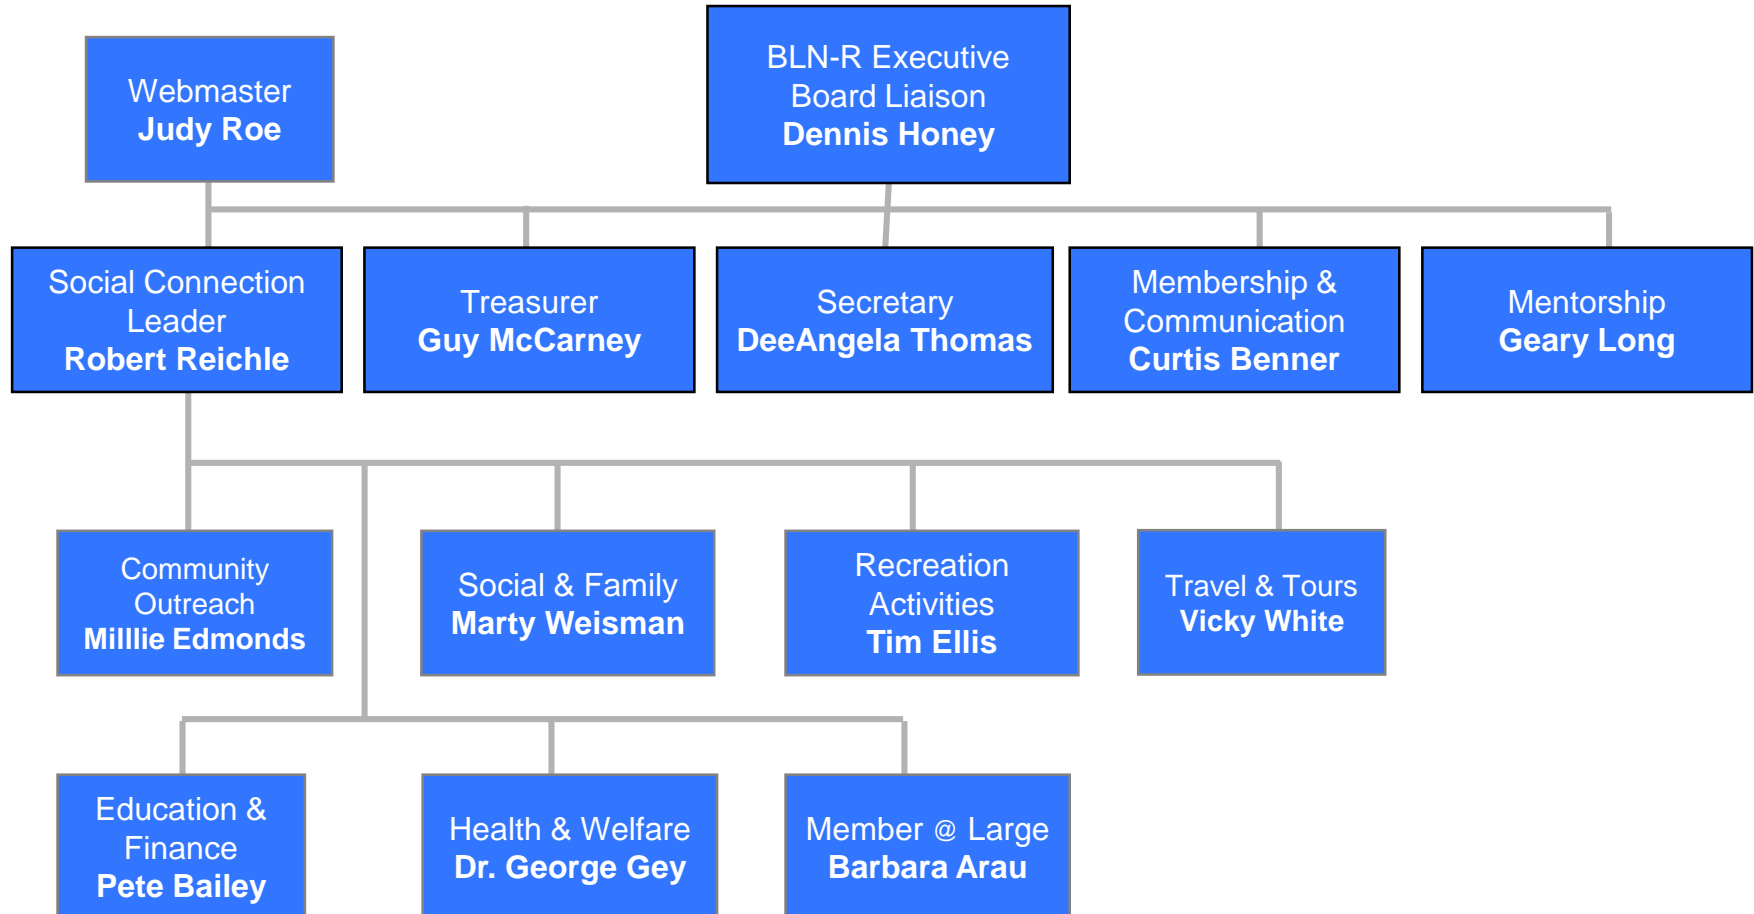 Webmaster
Judy Roe
BLN-R Executive
Board Liaison
Dennis Honey
Social Connection
Leader
Robert Reichle
Treasurer
Guy McCarney
Secretary
DeeAngela Thomas
Membership &
Communication
Curtis Benner
Mentorship
Geary Long
Community
Outreach
Milllie Edmonds
Social & Family
Marty Weisman
Recreation
Activities
Tim Ellis
Travel & Tours
Vicky White
Education &
Finance
Pete Bailey
Health & Welfare
Dr. George Gey
Member @ Large
Barbara Arau